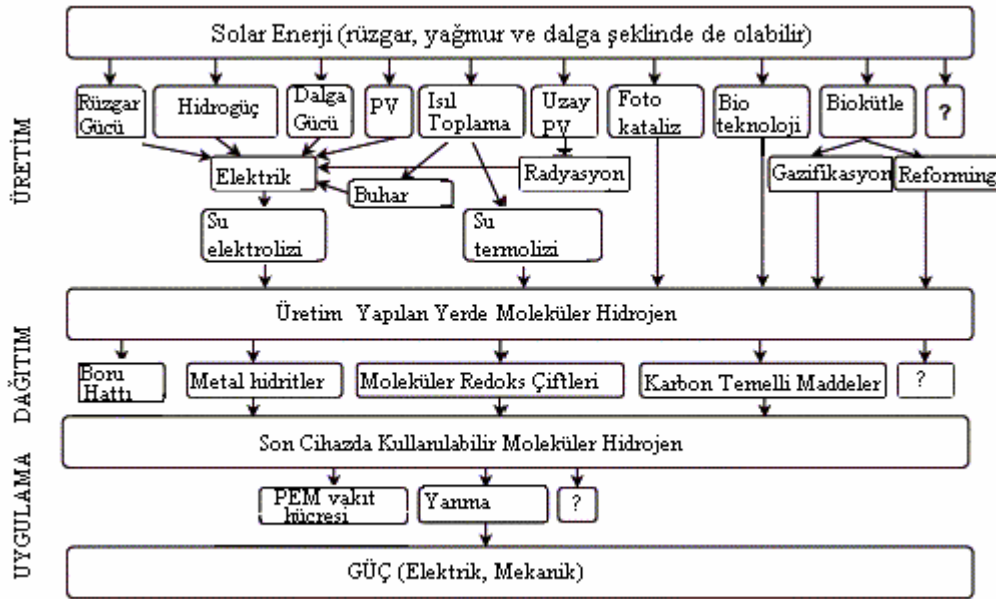 Solar Enerji (rüzgar, yağmur ve dalga şeklinde de olabilir)
Rüzgar
Gücü
Hidrogüç
Dalga
Gücü
PV
Isıl
Toplama
Uzay
PV
Foto
kataliz
Bio
teknoloji
Biokütle
?
ÜRETİM
Elektrik
Buhar
Radyasyon
Gazifikasyon
Reforming
Su
elektrolizi
Su
termolizi
Üretim Yapılan Yerde Moleküler Hidrojen
DAĞITIM
Boru
Hattı
Metal hidritler
Moleküler Redoks Çiftleri
Karbon Temelli Maddeler
?
Son Cihazda Kullanılabilir Moleküler Hidrojen
UYGULAMA
PEM vakıt
hücresi
Yanma
?
GÜÇ (Elektrik, Mekanik)